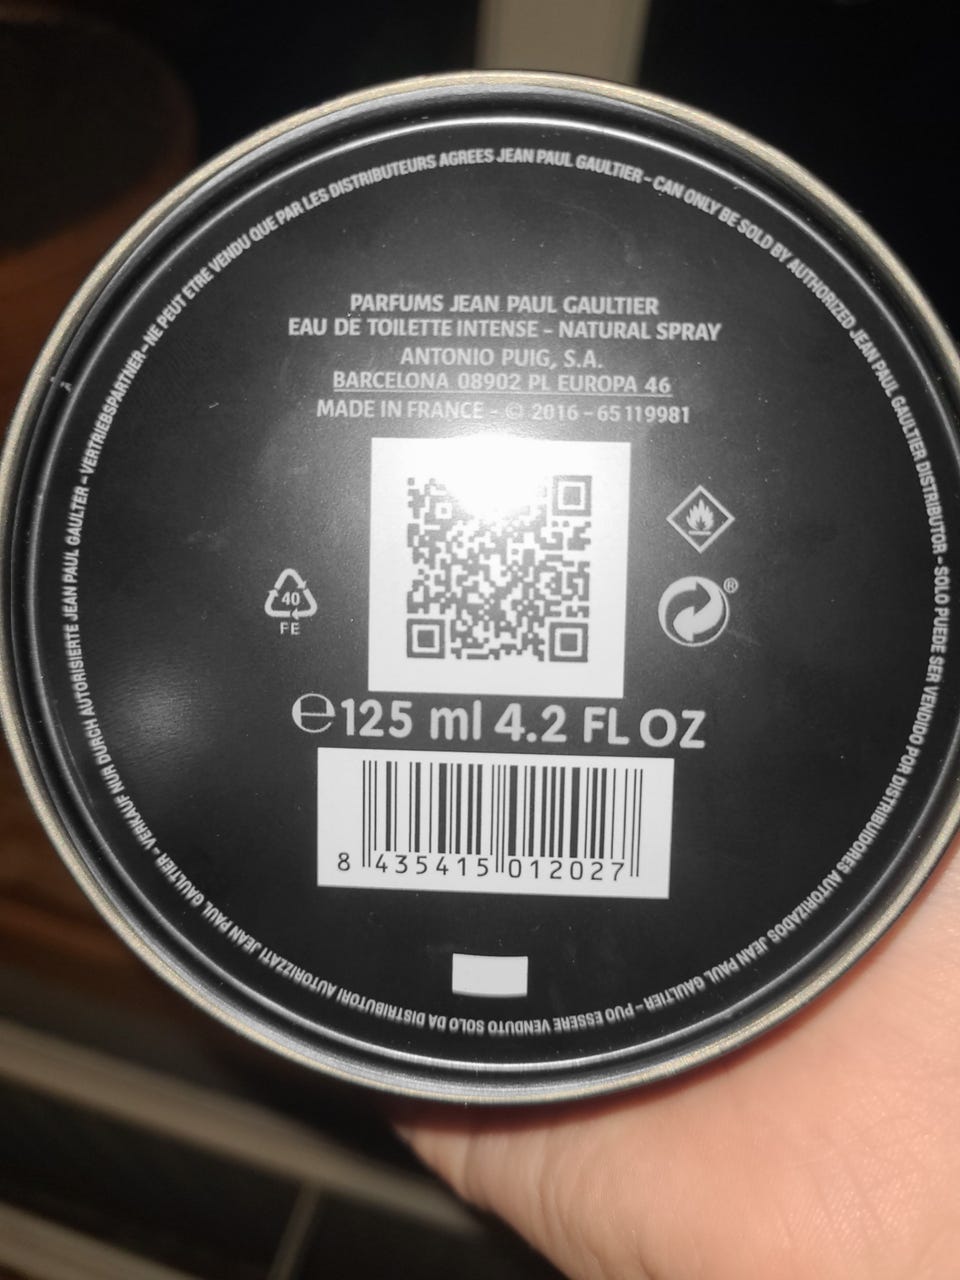 NE PEUT ETRE VENDU QUE PAR LES DISTRIBUTEURS AGREES JEAN PAUL GAULTIER - CAN ONLY BE SOLD BY AUTHORIZED JEAN PAUL GAULTIER DISTRIBUTOR - SOLO PUEDE SER VENDIDO POR DISTRIBUIDORES AUTORIZADOS JEAN PAUL GAULTIER - PUO ESSERE VENDUTO SOLO DA DISTRIBUTORI AUTORIZZATI JEAN PAUL GAULTIER - VERKAUF NUR DURCH AUTORISIERTE JEAN PAUL GAULTER - VERTRIEBSPARTNER -
PARFUMS JEAN PAUL GAULTIER
EAU DE TOILETTE INTENSE - NATURAL SPRAY
ANTONIO PUIG, S.A.
BARCELONA 08902 PL EUROPA 46
MADE IN FRANCE - © 2016 - 65119981
40
FE
®
℮125 ml 4.2 FL OZ
8 435415 012027